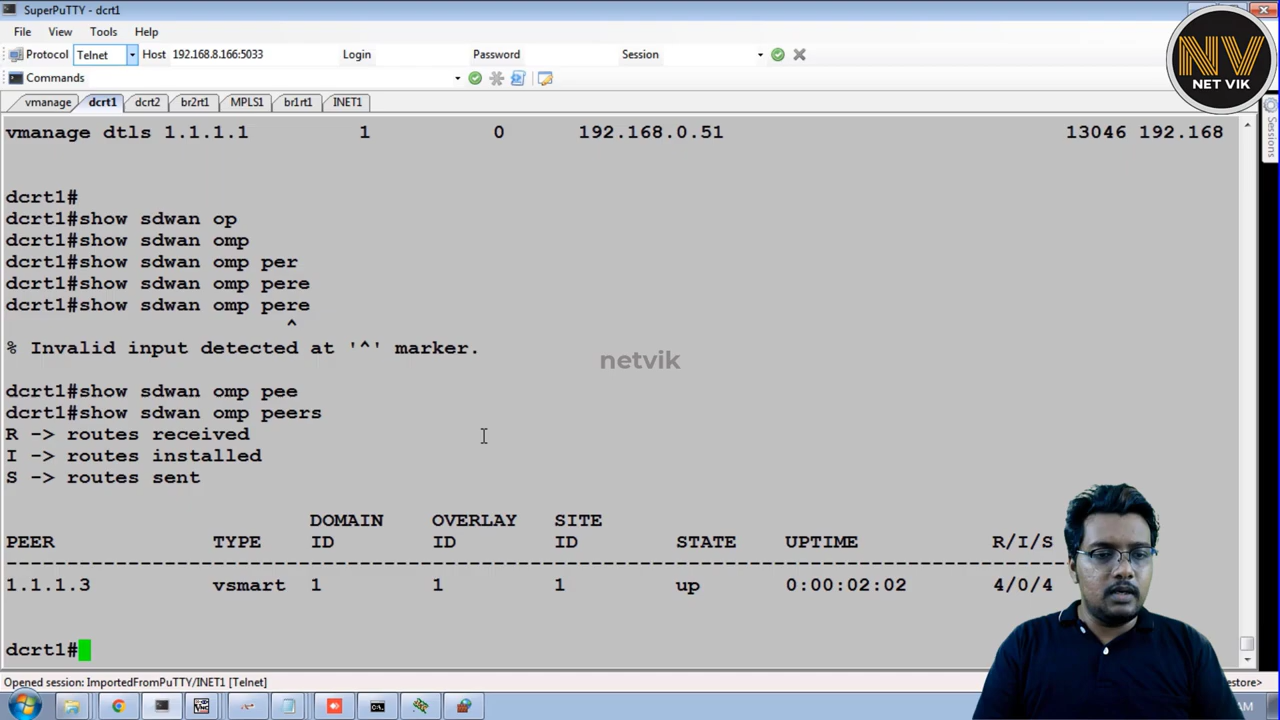 SuperPuTTY - dcrt1
File View Tools Help
Protocol Telnet Host 192.168.8.166:5033 Login Password Session
Commands
vmanage dcrt1 dcrt2 br2rt1 MPLS1 br1rt1 INET1
Sessions
NV
NET VIK
vmanage dtls 1.1.1.1 1 0 192.168.0.51 13046 192.168
dcrt1#
dcrt1#show sdwan op
dcrt1#show sdwan omp
dcrt1#show sdwan omp per
dcrt1#show sdwan omp pere
dcrt1#show sdwan omp pere
^
% Invalid input detected at '^' marker.
netvik
dcrt1#show sdwan omp pee
dcrt1#show sdwan omp peers
R -> routes received
I -> routes installed
S -> routes sent
DOMAIN OVERLAY SITE
PEER TYPE ID ID ID STATE UPTIME R/I/S
---------------------------------------------------------------------------------------
1.1.1.3 vsmart 1 1 1 up 0:00:02:02 4/0/4
dcrt1#
Opened session: ImportedFromPuTTY/INET1 [Telnet]
estore>
AM